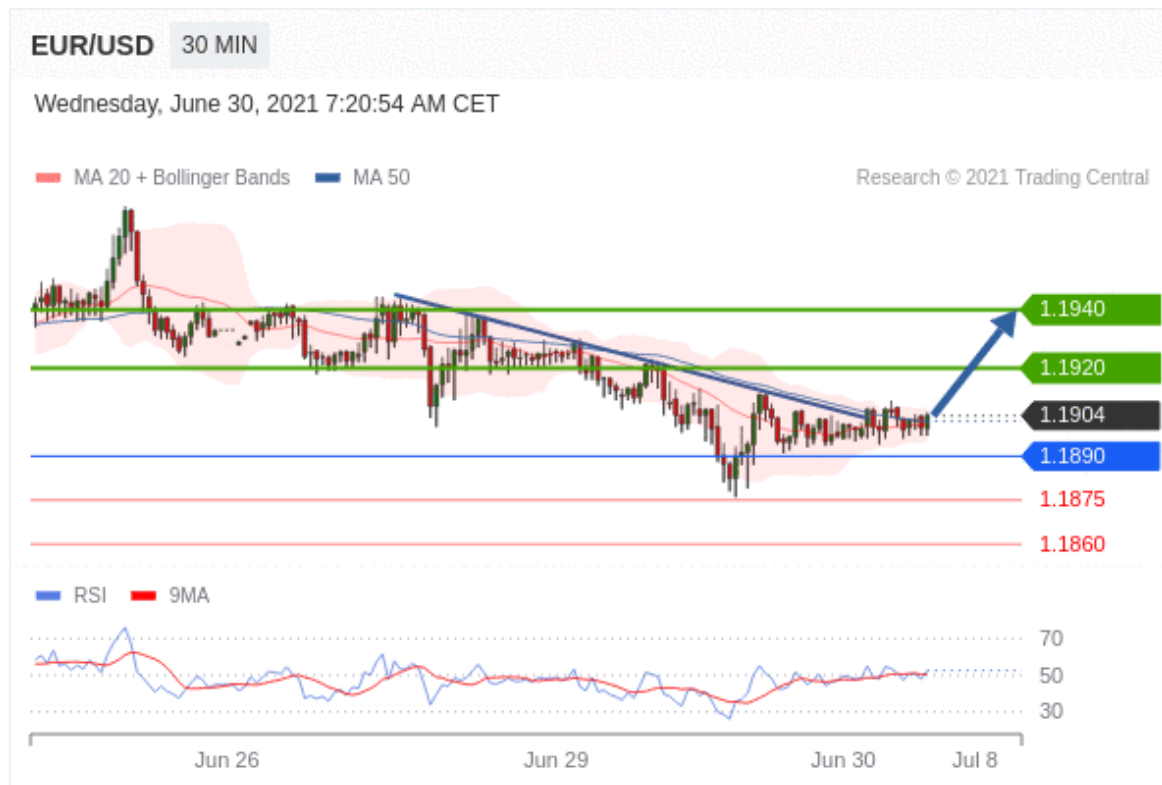 EUR/USD 30 MIN
Wednesday, June 30, 2021 7:20:54 AM CET
MA 20 + Bollinger Bands MA 50 Research © 2021 Trading Central
1.1940
1.1920
1.1904
1.1890
1.1875
1.1860
RSI 9MA
70
50
30
Jun 26 Jun 29 Jun 30 Jul 8